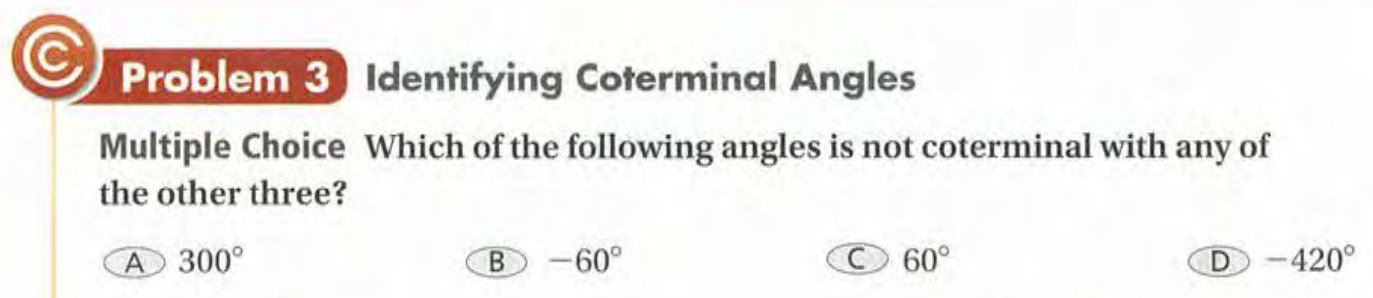 © Problem 3 Identifying Coterminal Angles
Multiple Choice Which of the following angles is not coterminal with any of
the other three?
A 300° B −60° C 60° D −420°